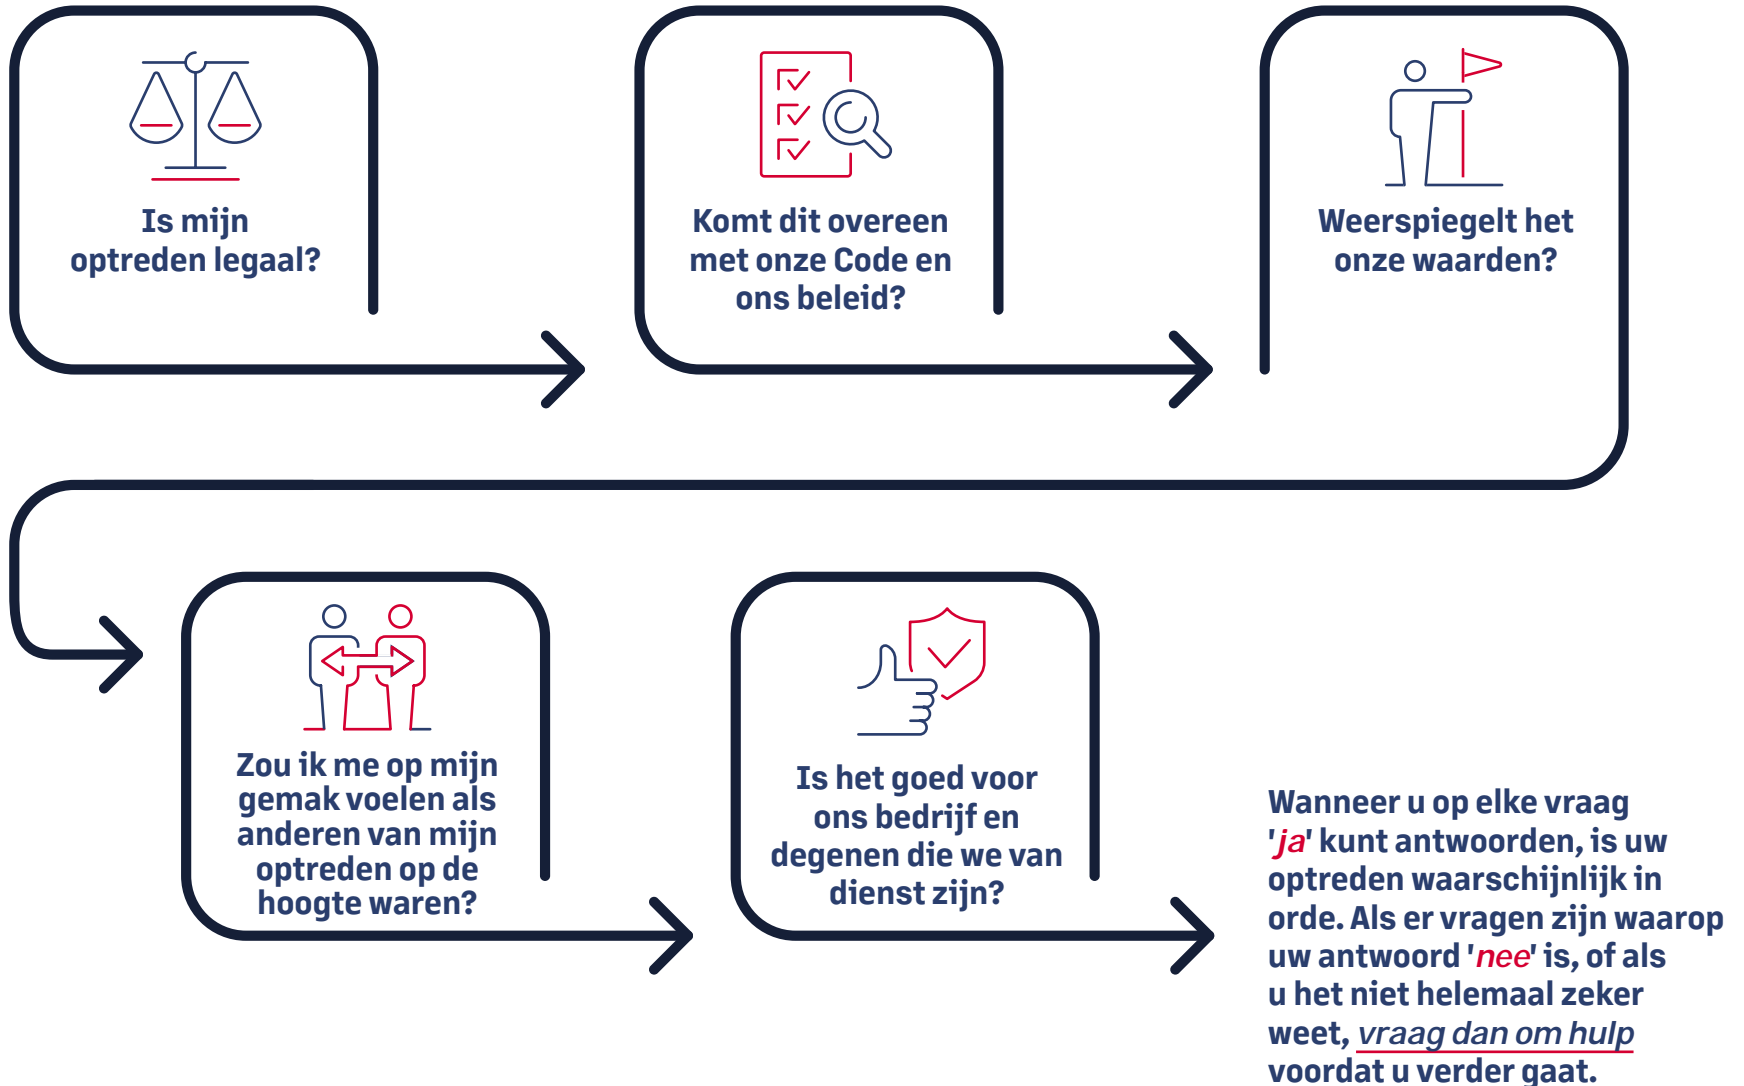 Is mijn
optreden legaal?
Komt dit overeen
met onze Code en
ons beleid?
Weerspiegelt het
onze waarden?
Zou ik me op mijn
gemak voelen als
anderen van mijn
optreden op de
hoogte waren?
Is het goed voor
ons bedrijf en
degenen die we van
dienst zijn?
Wanneer u op elke vraag
'ja' kunt antwoorden, is uw
optreden waarschijnlijk in
orde. Als er vragen zijn waarop
uw antwoord 'nee' is, of als
u het niet helemaal zeker
weet, vraag dan om hulp
voordat u verder gaat.